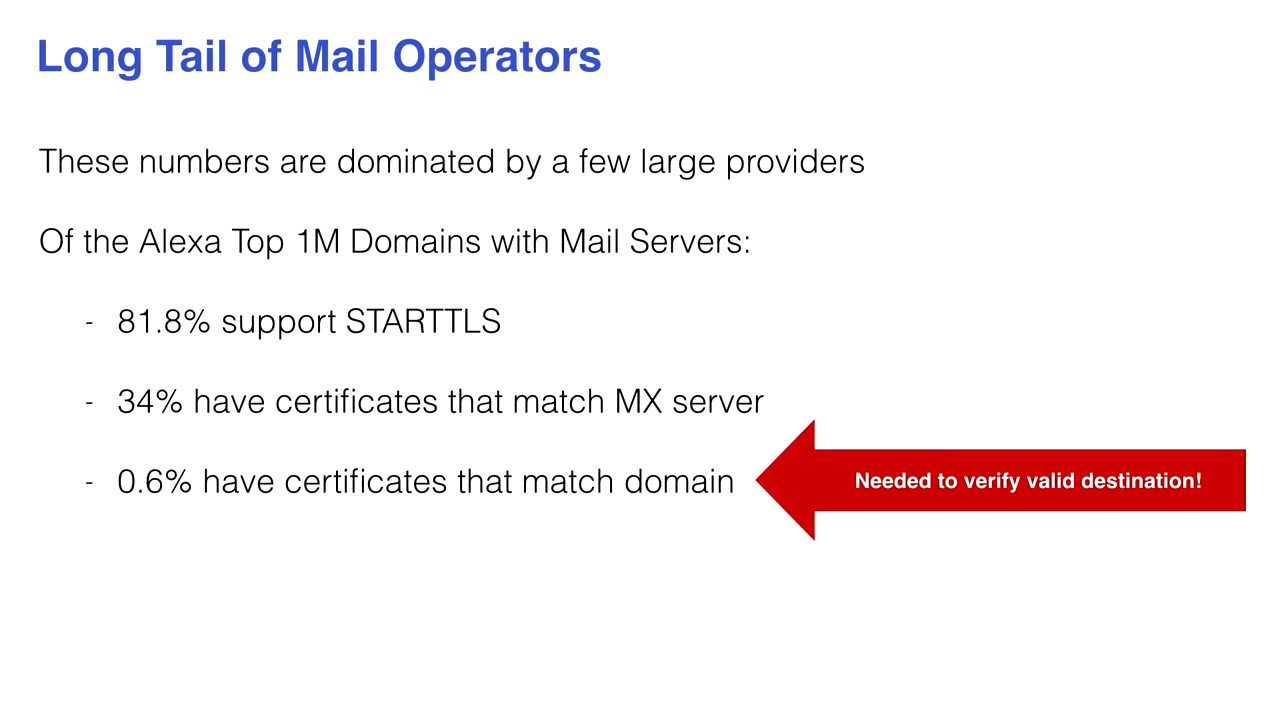 Long Tail of Mail Operators
These numbers are dominated by a few large providers
Of the Alexa Top 1M Domains with Mail Servers:
- 81.8% support STARTTLS
- 34% have certificates that match MX server
- 0.6% have certificates that match domain
Needed to verify valid destination!